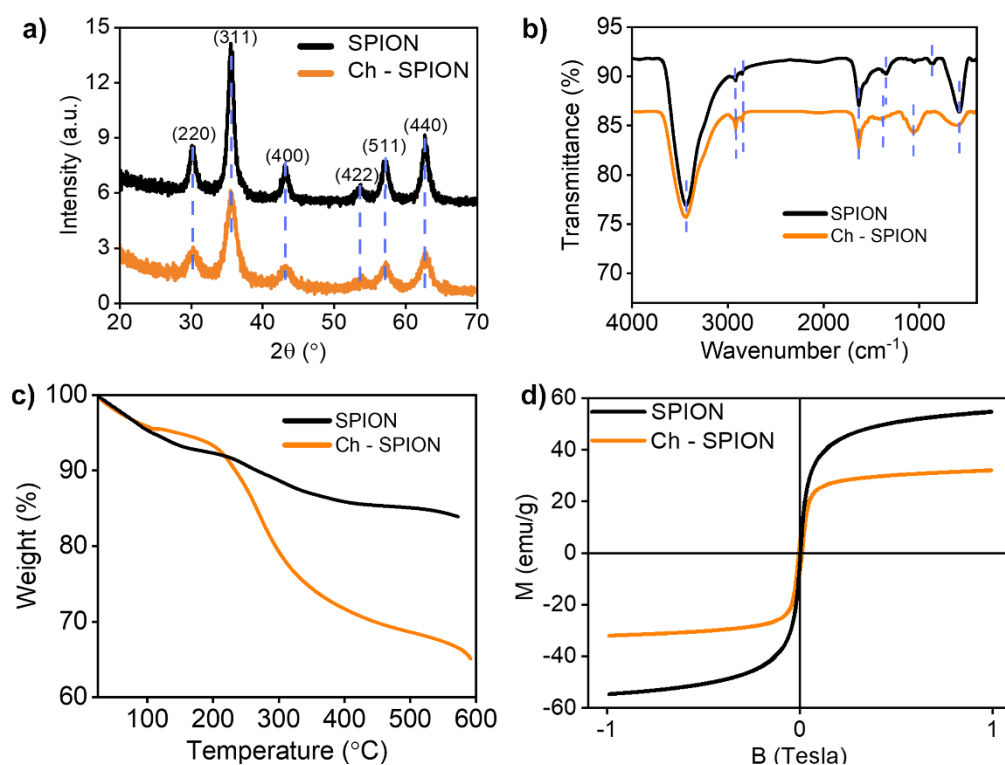 a)
15
12
9
6
3
0
Intensity (a.u.)
(311)
SPION
Ch - SPION
(220)
(400)
(422)
(511)
(440)
20 30 40 50 60 70
2θ (°)
b)
95
90
85
80
75
70
Transmittance (%)
SPION
Ch - SPION
4000 3000 2000 1000
Wavenumber (cm⁻¹)
c)
100
90
80
70
60
Weight (%)
SPION
Ch - SPION
100 200 300 400 500 600
Temperature (°C)
d)
60
40
20
0
-20
-40
-60
M (emu/g)
SPION
Ch - SPION
-1 0 1
B (Tesla)